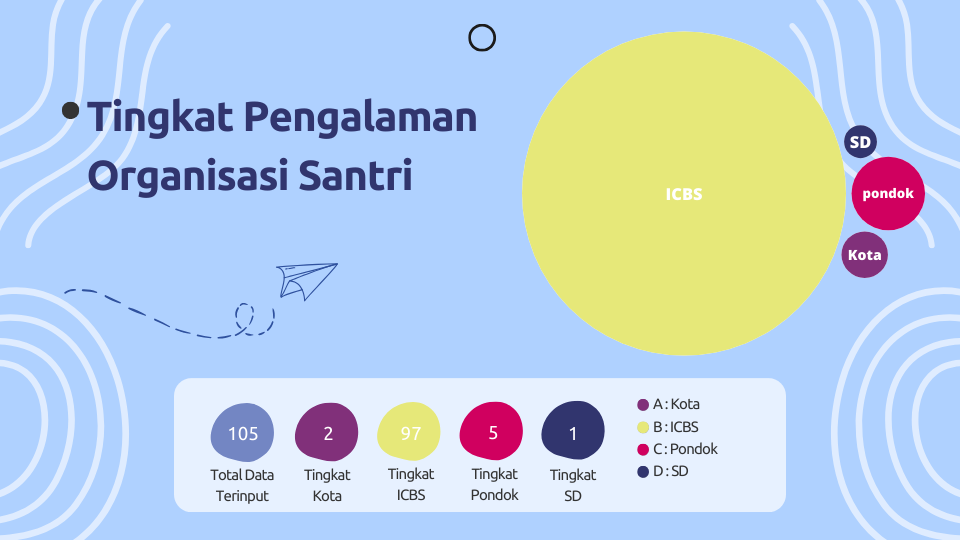 Tingkat Pengalaman
Organisasi Santri
ICBS
SD
pondok
Kota
105
Total Data
Terinput
2
Tingkat
Kota
97
Tingkat
ICBS
5
Tingkat
Pondok
1
Tingkat
SD
A : Kota
B : ICBS
C : Pondok
D : SD